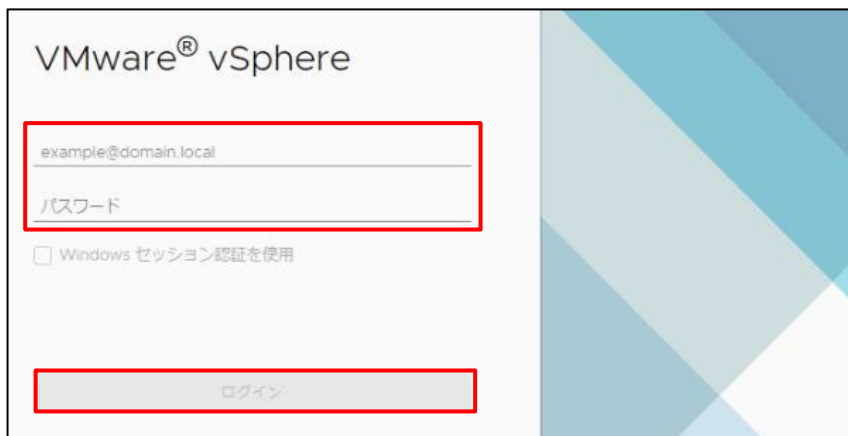 VMware® vSphere
example@domain.local
パスワード
Windows セッション認証を使用
ログイン